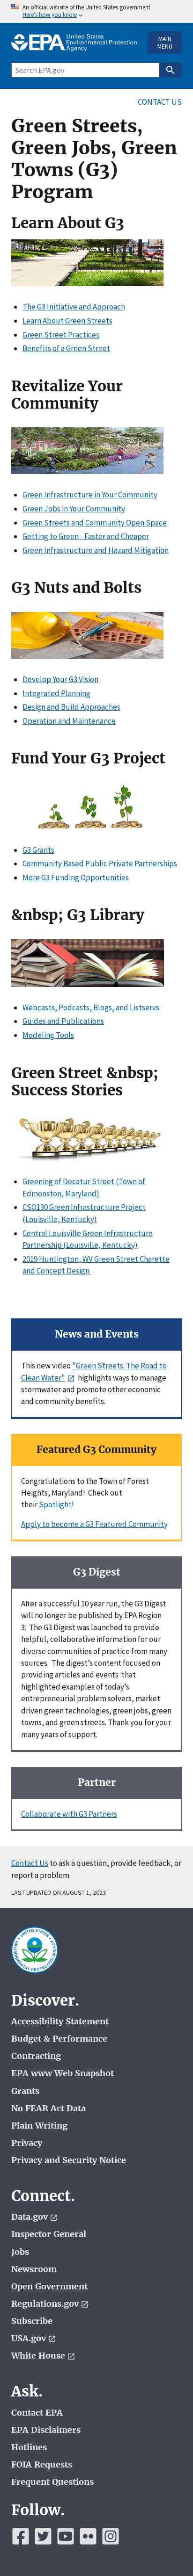 An official website of the United States government
Here's how you know
EPA United States
Environmental Protection
Agency
MAIN
MENU
Search EPA.gov
CONTACT US
Green Streets,
Green Jobs, Green
Towns (G3)
Program
Learn About G3
The G3 Initiative and Approach
Learn About Green Streets
Green Street Practices
Benefits of a Green Street
Revitalize Your
Community
Green Infrastructure in Your Community
Green Jobs in Your Community
Green Streets and Community Open Space
Getting to Green - Faster and Cheaper
Green Infrastructure and Hazard Mitigation
G3 Nuts and Bolts
Develop Your G3 Vision
Integrated Planning
Design and Build Approaches
Operation and Maintenance
Fund Your G3 Project
G3 Grants
Community Based Public Private Partnerships
More G3 Funding Opportunities
&nbsp; G3 Library
Webcasts, Podcasts, Blogs, and Listservs
Guides and Publications
Modeling Tools
Green Street &nbsp;
Success Stories
Greening of Decatur Street (Town of
Edmonston, Maryland)
CSO130 Green Infrastructure Project
(Louisville, Kentucky)
Central Louisville Green Infrastructure
Partnership (Louisville, Kentucky)
2019 Huntington, WV Green Street Charette
and Concept Design
News and Events
This new video "Green Streets: The Road to
Clean Water" highlights ways to manage
stormwater and promote other economic
and community benefits.
Featured G3 Community
Congratulations to the Town of Forest
Heights, Maryland! Check out
their Spotlight!
Apply to become a G3 Featured Community.
G3 Digest
After a successful 10 year run, the G3 Digest
will no longer be published by EPA Region
3. The G3 Digest was launched to provide
helpful, collaborative information about our
diverse community members from many
sectors. The digest's content focused on
providing articles and events that
highlighted examples of today's
entrepreneurial problem solvers, market
driven green technologies, green jobs, green
towns and green streets. Thank you for your
many years of support.
Partner
Collaborate with G3 Partners
Contact Us to ask a question, provide feedback, or
report a problem.
LAST UPDATED ON AUGUST 1, 2023
Discover.
Accessibility Statement
Budget & Performance
Contracting
EPA www Web Snapshot
Grants
No FEAR Act Data
Plain Writing
Privacy
Privacy and Security Notice
Connect.
Data.gov
Inspector General
Jobs
Newsroom
Open Government
Regulations.gov
Subscribe
USA.gov
White House
Ask.
Contact EPA
EPA Disclaimers
Hotlines
FOIA Requests
Frequent Questions
Follow.